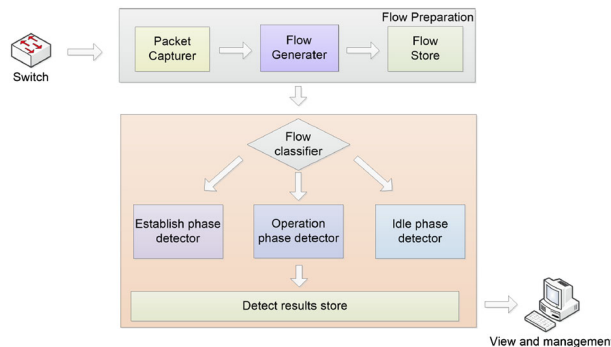 Flow Preparation
Switch
Packet
Capturer
Flow
Generater
Flow
Store
Flow
classifier
Establish phase
detector
Operation
phase detector
Idle phase
detector
Detect results store
View and managemen